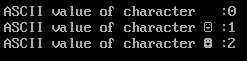 ASCII value of character   :0
ASCII value of character ☺ :1
ASCII value of character ☻ :2